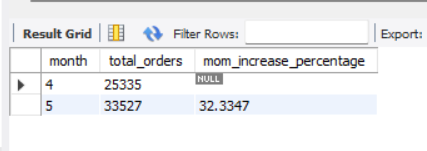 Result Grid Filter Rows: Export:
month total_orders mom_increase_percentage
4 25335 NULL
5 33527 32.3347